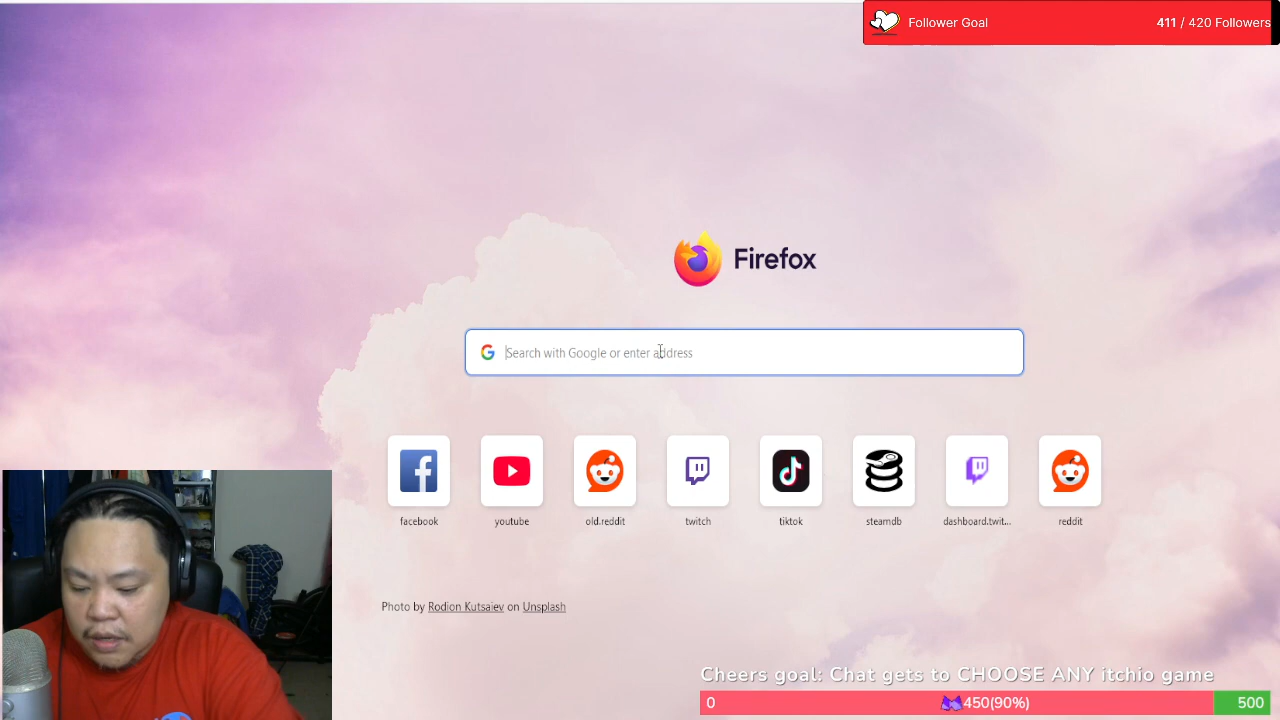 Follower Goal 411 / 420 Followers
Firefox
Search with Google or enter address
facebook youtube old.reddit twitch tiktok steamdb dashboard.twit... reddit
Photo by Rodion Kutsaiev on Unsplash
Cheers goal: Chat gets to CHOOSE ANY itchio game
0 450(90%) 500